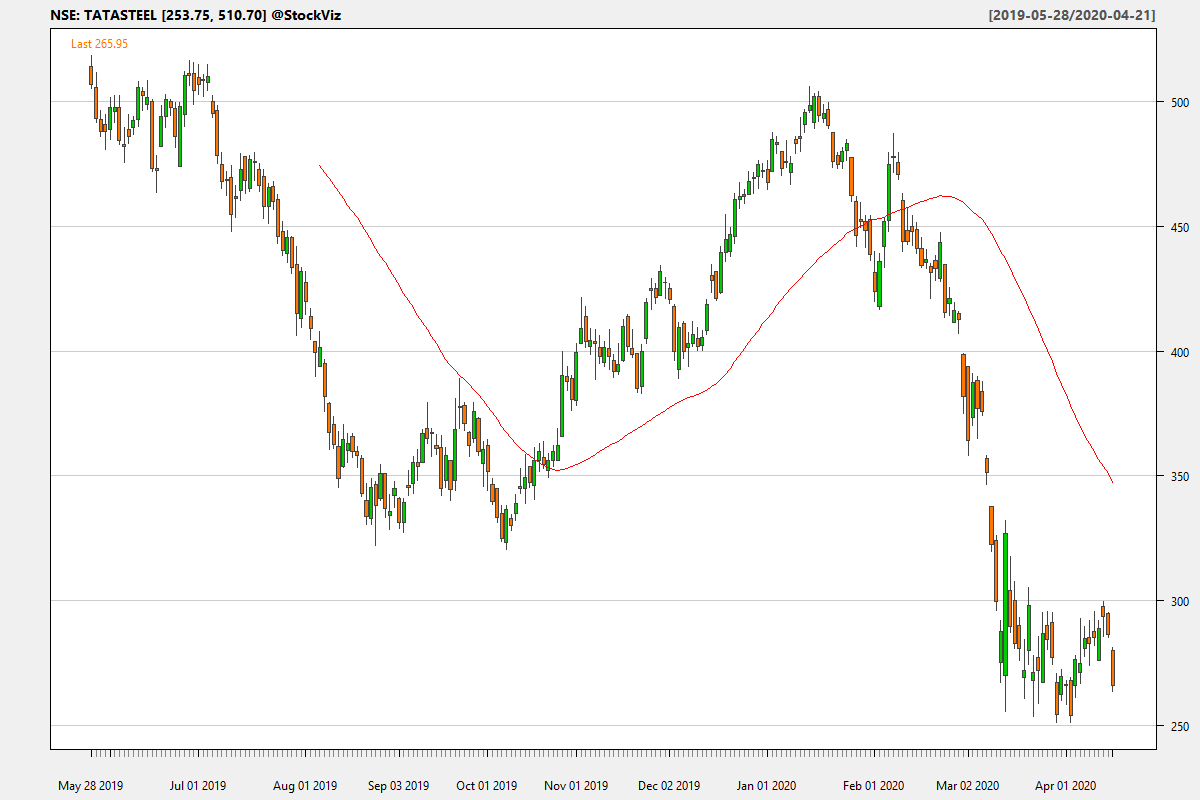 NSE: TATASTEEL [253.75, 510.70] @StockViz [2019-05-28/2020-04-21]
Last 265.95
500
450
400
350
300
250
May 28 2019 Jul 01 2019 Aug 01 2019 Sep 03 2019 Oct 01 2019 Nov 01 2019 Dec 02 2019 Jan 01 2020 Feb 01 2020 Mar 02 2020 Apr 01 2020